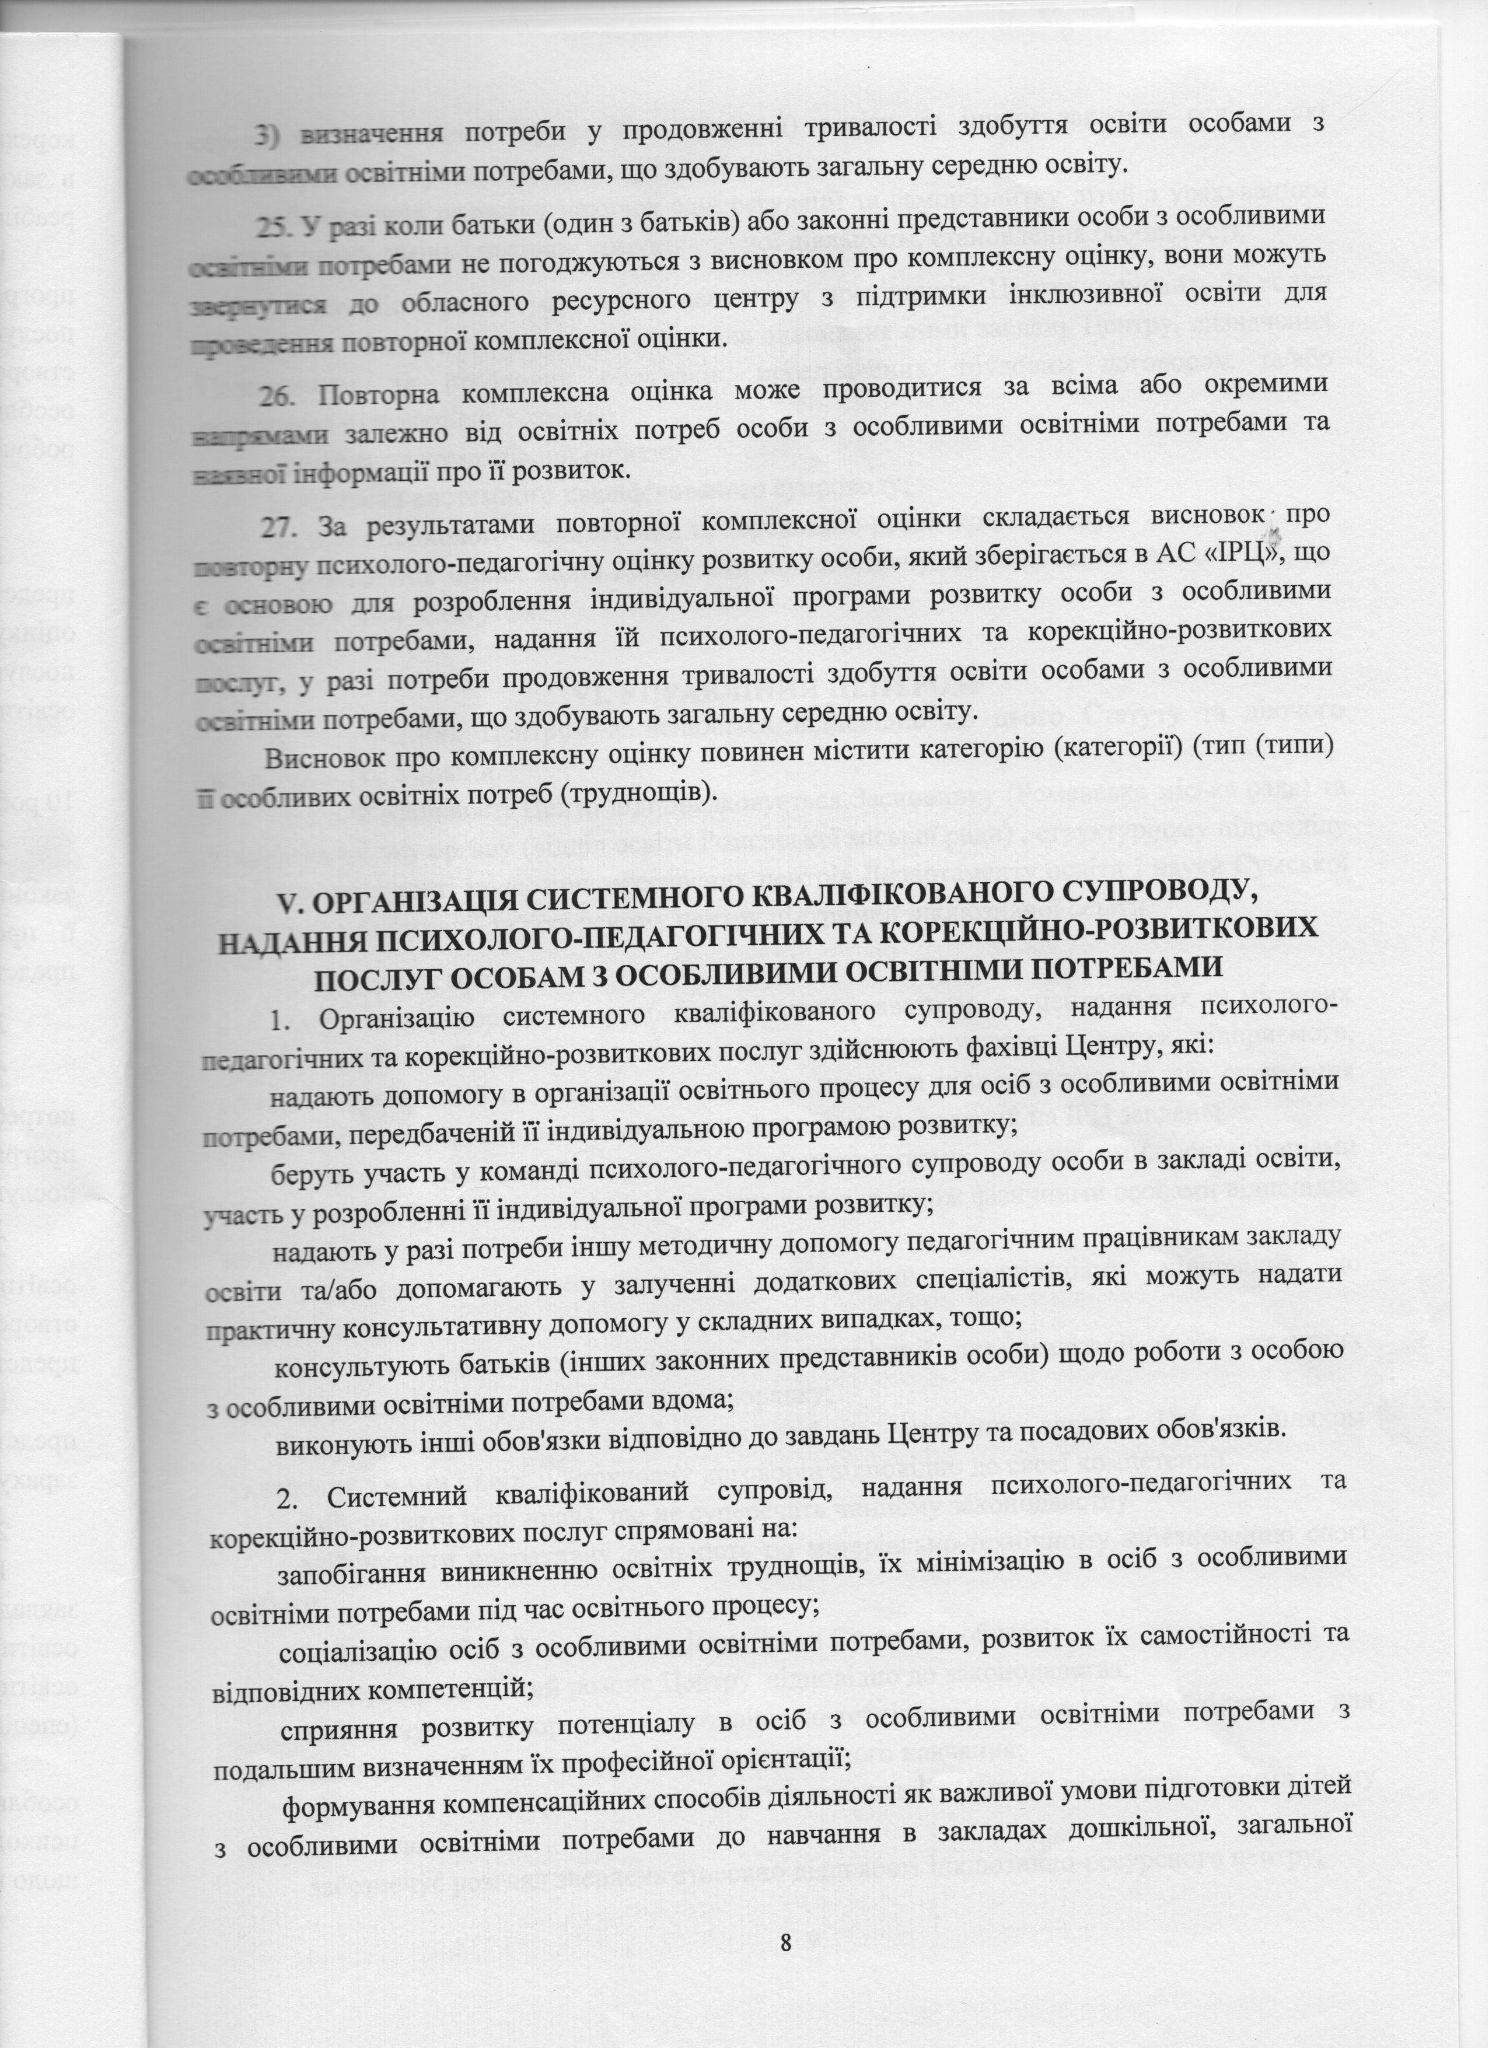 3) визначення потреби у продовженні тривалості здобуття освіти особами з
особливими освітніми потребами, що здобувають загальну середню освіту.
25. У разі коли батьки (один з батьків) або законні представники особи з особливими
освітніми потребами не погоджуються з висновком про комплексну оцінку, вони можуть
звернутися до обласного ресурсного центру з підтримки інклюзивної освіти для
проведення повторної комплексної оцінки.
26. Повторна комплексна оцінка може проводитися за всіма або окремими
напрямами залежно від освітніх потреб особи з особливими освітніми потребами та
наявної інформації про її розвиток.
27. За результатами повторної комплексної оцінки складається висновок про
повторну психолого-педагогічну оцінку розвитку особи, який зберігається в АС «ІРЦ», що
є основою для розроблення індивідуальної програми розвитку особи з особливими
освітніми потребами, надання їй психолого-педагогічних та корекційно-розвиткових
послуг, у разі потреби продовження тривалості здобуття освіти особами з особливими
освітніми потребами, що здобувають загальну середню освіту.
Висновок про комплексну оцінку повинен містити категорію (категорії) (тип (типи)
її особливих освітніх потреб (труднощів).
V. ОРГАНІЗАЦІЯ СИСТЕМНОГО КВАЛІФІКОВАНОГО СУПРОВОДУ,
НАДАННЯ ПСИХОЛОГО-ПЕДАГОГІЧНИХ ТА КОРЕКЦІЙНО-РОЗВИТКОВИХ
ПОСЛУГ ОСОБАМ З ОСОБЛИВИМИ ОСВІТНІМИ ПОТРЕБАМИ
1. Організацію системного кваліфікованого супроводу, надання психолого-
педагогічних та корекційно-розвиткових послуг здійснюють фахівці Центру, які:
надають допомогу в організації освітнього процесу для осіб з особливими освітніми
потребами, передбаченій її індивідуальною програмою розвитку;
беруть участь у команді психолого-педагогічного супроводу особи в закладі освіти,
участь у розробленні її індивідуальної програми розвитку;
надають у разі потреби іншу методичну допомогу педагогічним працівникам закладу
освіти та/або допомагають у залученні додаткових спеціалістів, які можуть надати
практичну консультативну допомогу у складних випадках, тощо;
консультують батьків (інших законних представників особи) щодо роботи з особою
з особливими освітніми потребами вдома;
виконують інші обов'язки відповідно до завдань Центру та посадових обов'язків.
2. Системний кваліфікований супровід, надання психолого-педагогічних та
корекційно-розвиткових послуг спрямовані на:
запобігання виникненню освітніх труднощів, їх мінімізацію в осіб з особливими
освітніми потребами під час освітнього процесу;
соціалізацію осіб з особливими освітніми потребами, розвиток їх самостійності та
відповідних компетенцій;
сприяння розвитку потенціалу в осіб з особливими освітніми потребами з
подальшим визначенням їх професійної орієнтації;
формування компенсаційних способів діяльності як важливої умови підготовки дітей
з особливими освітніми потребами до навчання в закладах дошкільної, загальної
8